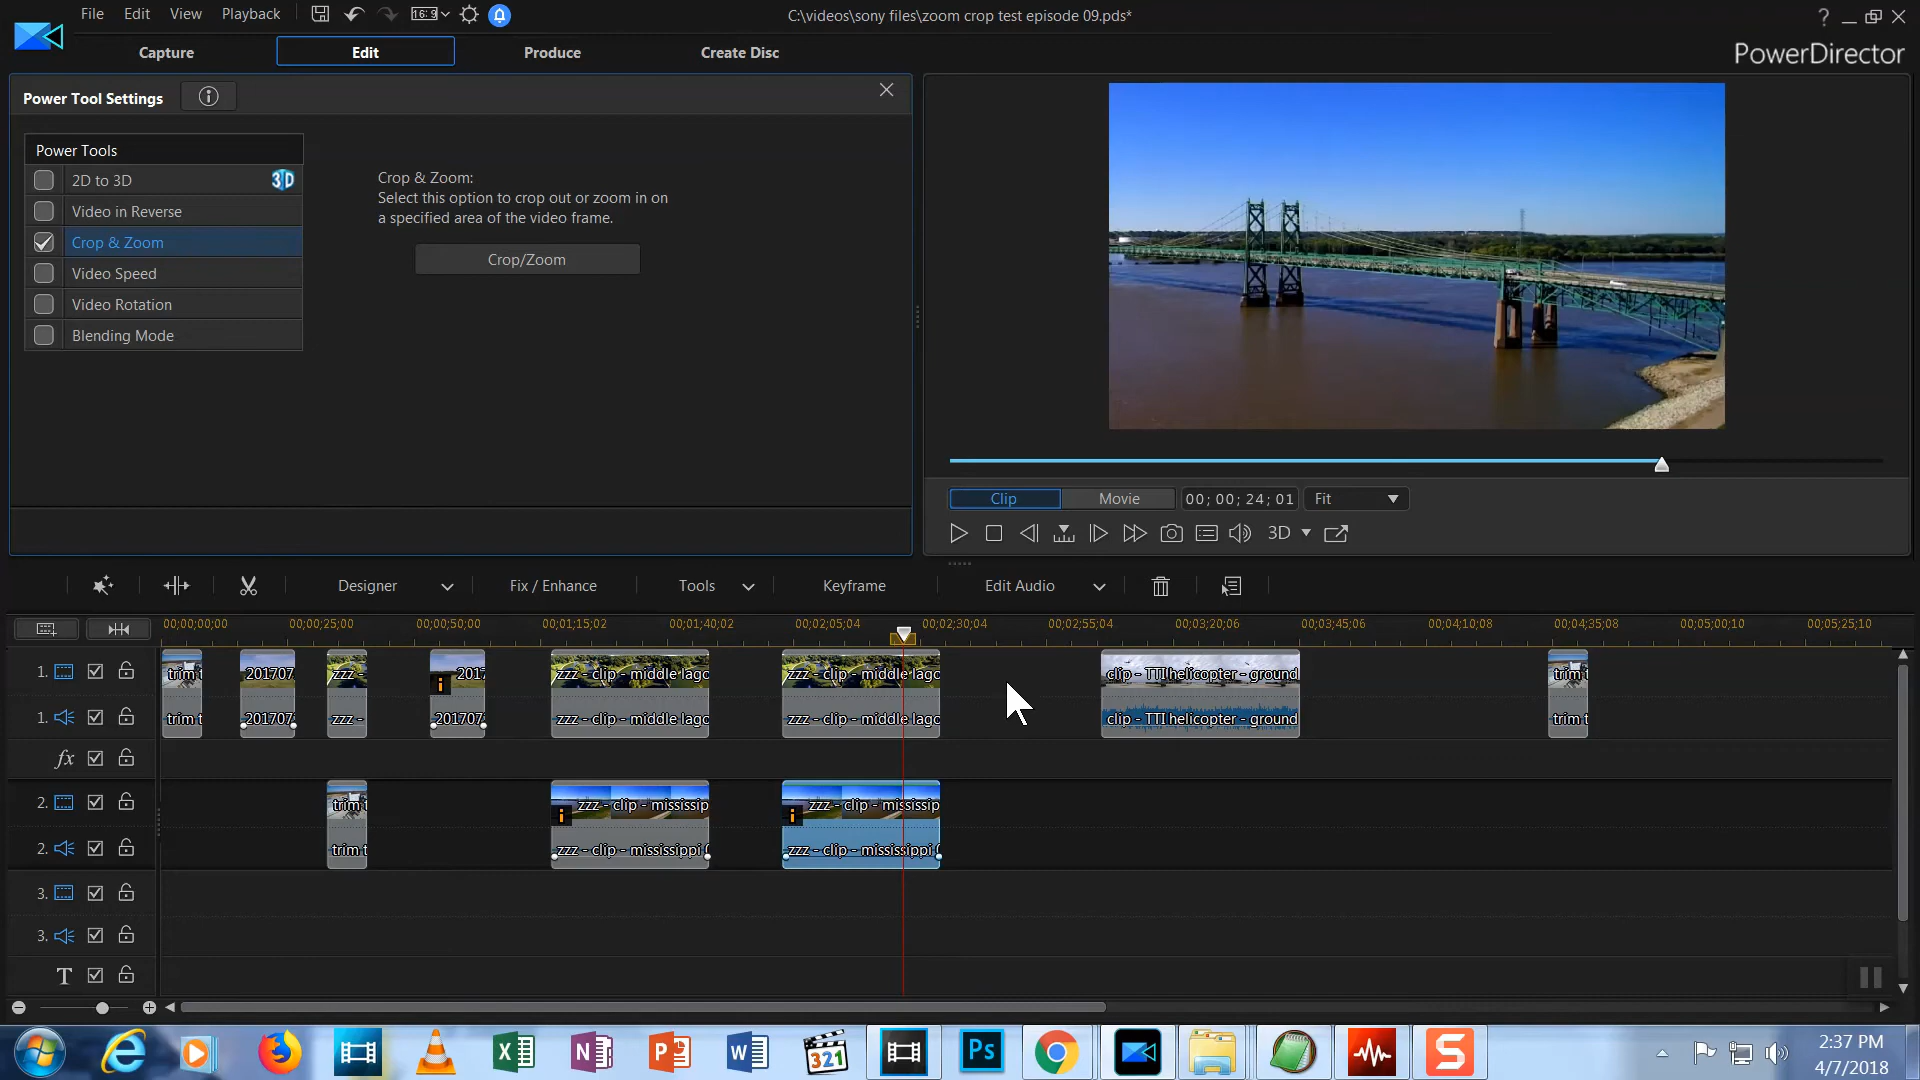 File Edit View Playback 16:9
C:\videos\sony files\zoom crop test episode 09.pds*
?
Capture Edit Produce Create Disc
PowerDirector
Power Tool Settings
Power Tools
2D to 3D 3D
Video in Reverse
Crop & Zoom
Video Speed
Video Rotation
Blending Mode
Crop & Zoom:
Select this option to crop out or zoom in on
a specified area of the video frame.
Crop/Zoom
Clip Movie 00; 00; 24; 01 Fit
3D
Designer Fix / Enhance Tools Keyframe Edit Audio
00;00;00;00 00;00;25;00 00;00;50;00 00;01;15;02 00;01;40;02 00;02;05;04 00;02;30;04 00;02;55;04 00;03;20;06 00;03;45;06 00;04;10;08 00;04;35;08 00;05;00;10 00;05;25;10
1. trim t 201707 zzz - i 2017 zzz - clip - middle lago zzz - clip - middle lago clip - TTI helicopter - ground trim t
1. trim t 201707 zzz - 201707 zzz - clip - middle lago zzz - clip - middle lago clip - TTI helicopter - ground trim t
fx
2. trim t i zzz - clip - mississip i zzz - clip - mississip
2. trim t zzz - clip - mississippi zzz - clip - mississippi
3.
3.
T
X N P W 321 Ps S
2:37 PM
4/7/2018